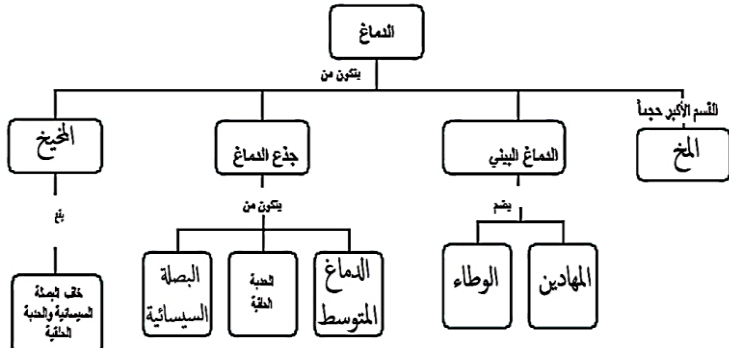 الدماغ
يتكون من
القسم الأكبر حجماً
المخ
الدماغ البيني
جذع الدماغ
المخيخ
يضم
يتكون من
يقع
المهادين
الوطاء
الدماغ
المتوسط
الحدبة
الحلقية
البصلة
السيسائية
خلف البصلة
السيسائية والحدبة
الحلقية